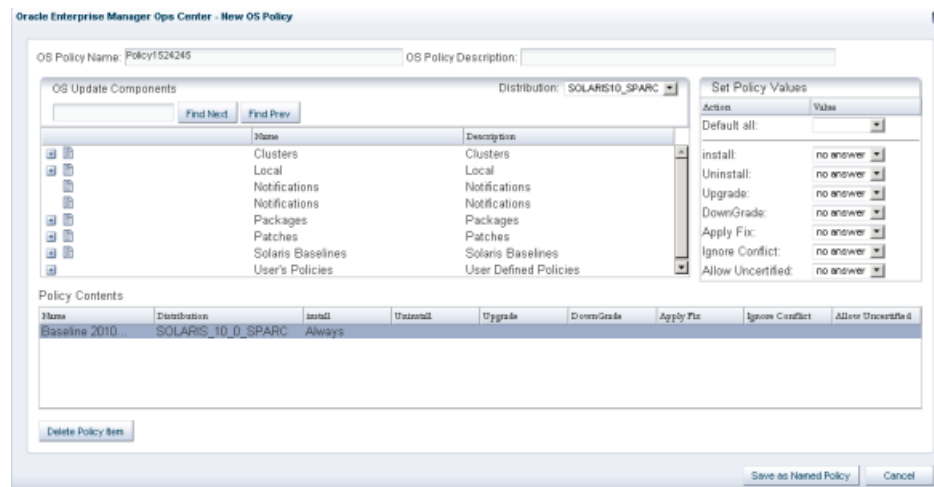 Oracle Enterprise Manager Ops Center - New OS Policy
OS Policy Name: Policy1524245 OS Policy Description:
OS Update Components Distribution: SOLARIS10_SPARC
Find Next Find Prev
Name Description
Clusters Clusters
Local Local
Notifications Notifications
Notifications Notifications
Packages Packages
Patches Patches
Solaris Baselines Solaris Baselines
User's Policies User Defined Policies
Set Policy Values
Action Value
Default all:
install: no answer
Uninstall: no answer
Upgrade: no answer
DownGrade: no answer
Apply Fix: no answer
Ignore Conflict: no answer
Allow Uncertified: no answer
Policy Contents
Name Distribution install Uninstall Upgrade DownGrade Apply Fix Ignore Conflict Allow Uncertified
Baseline 2010... SOLARIS_10_0_SPARC Always
Delete Policy Item
Save as Named Policy Cancel